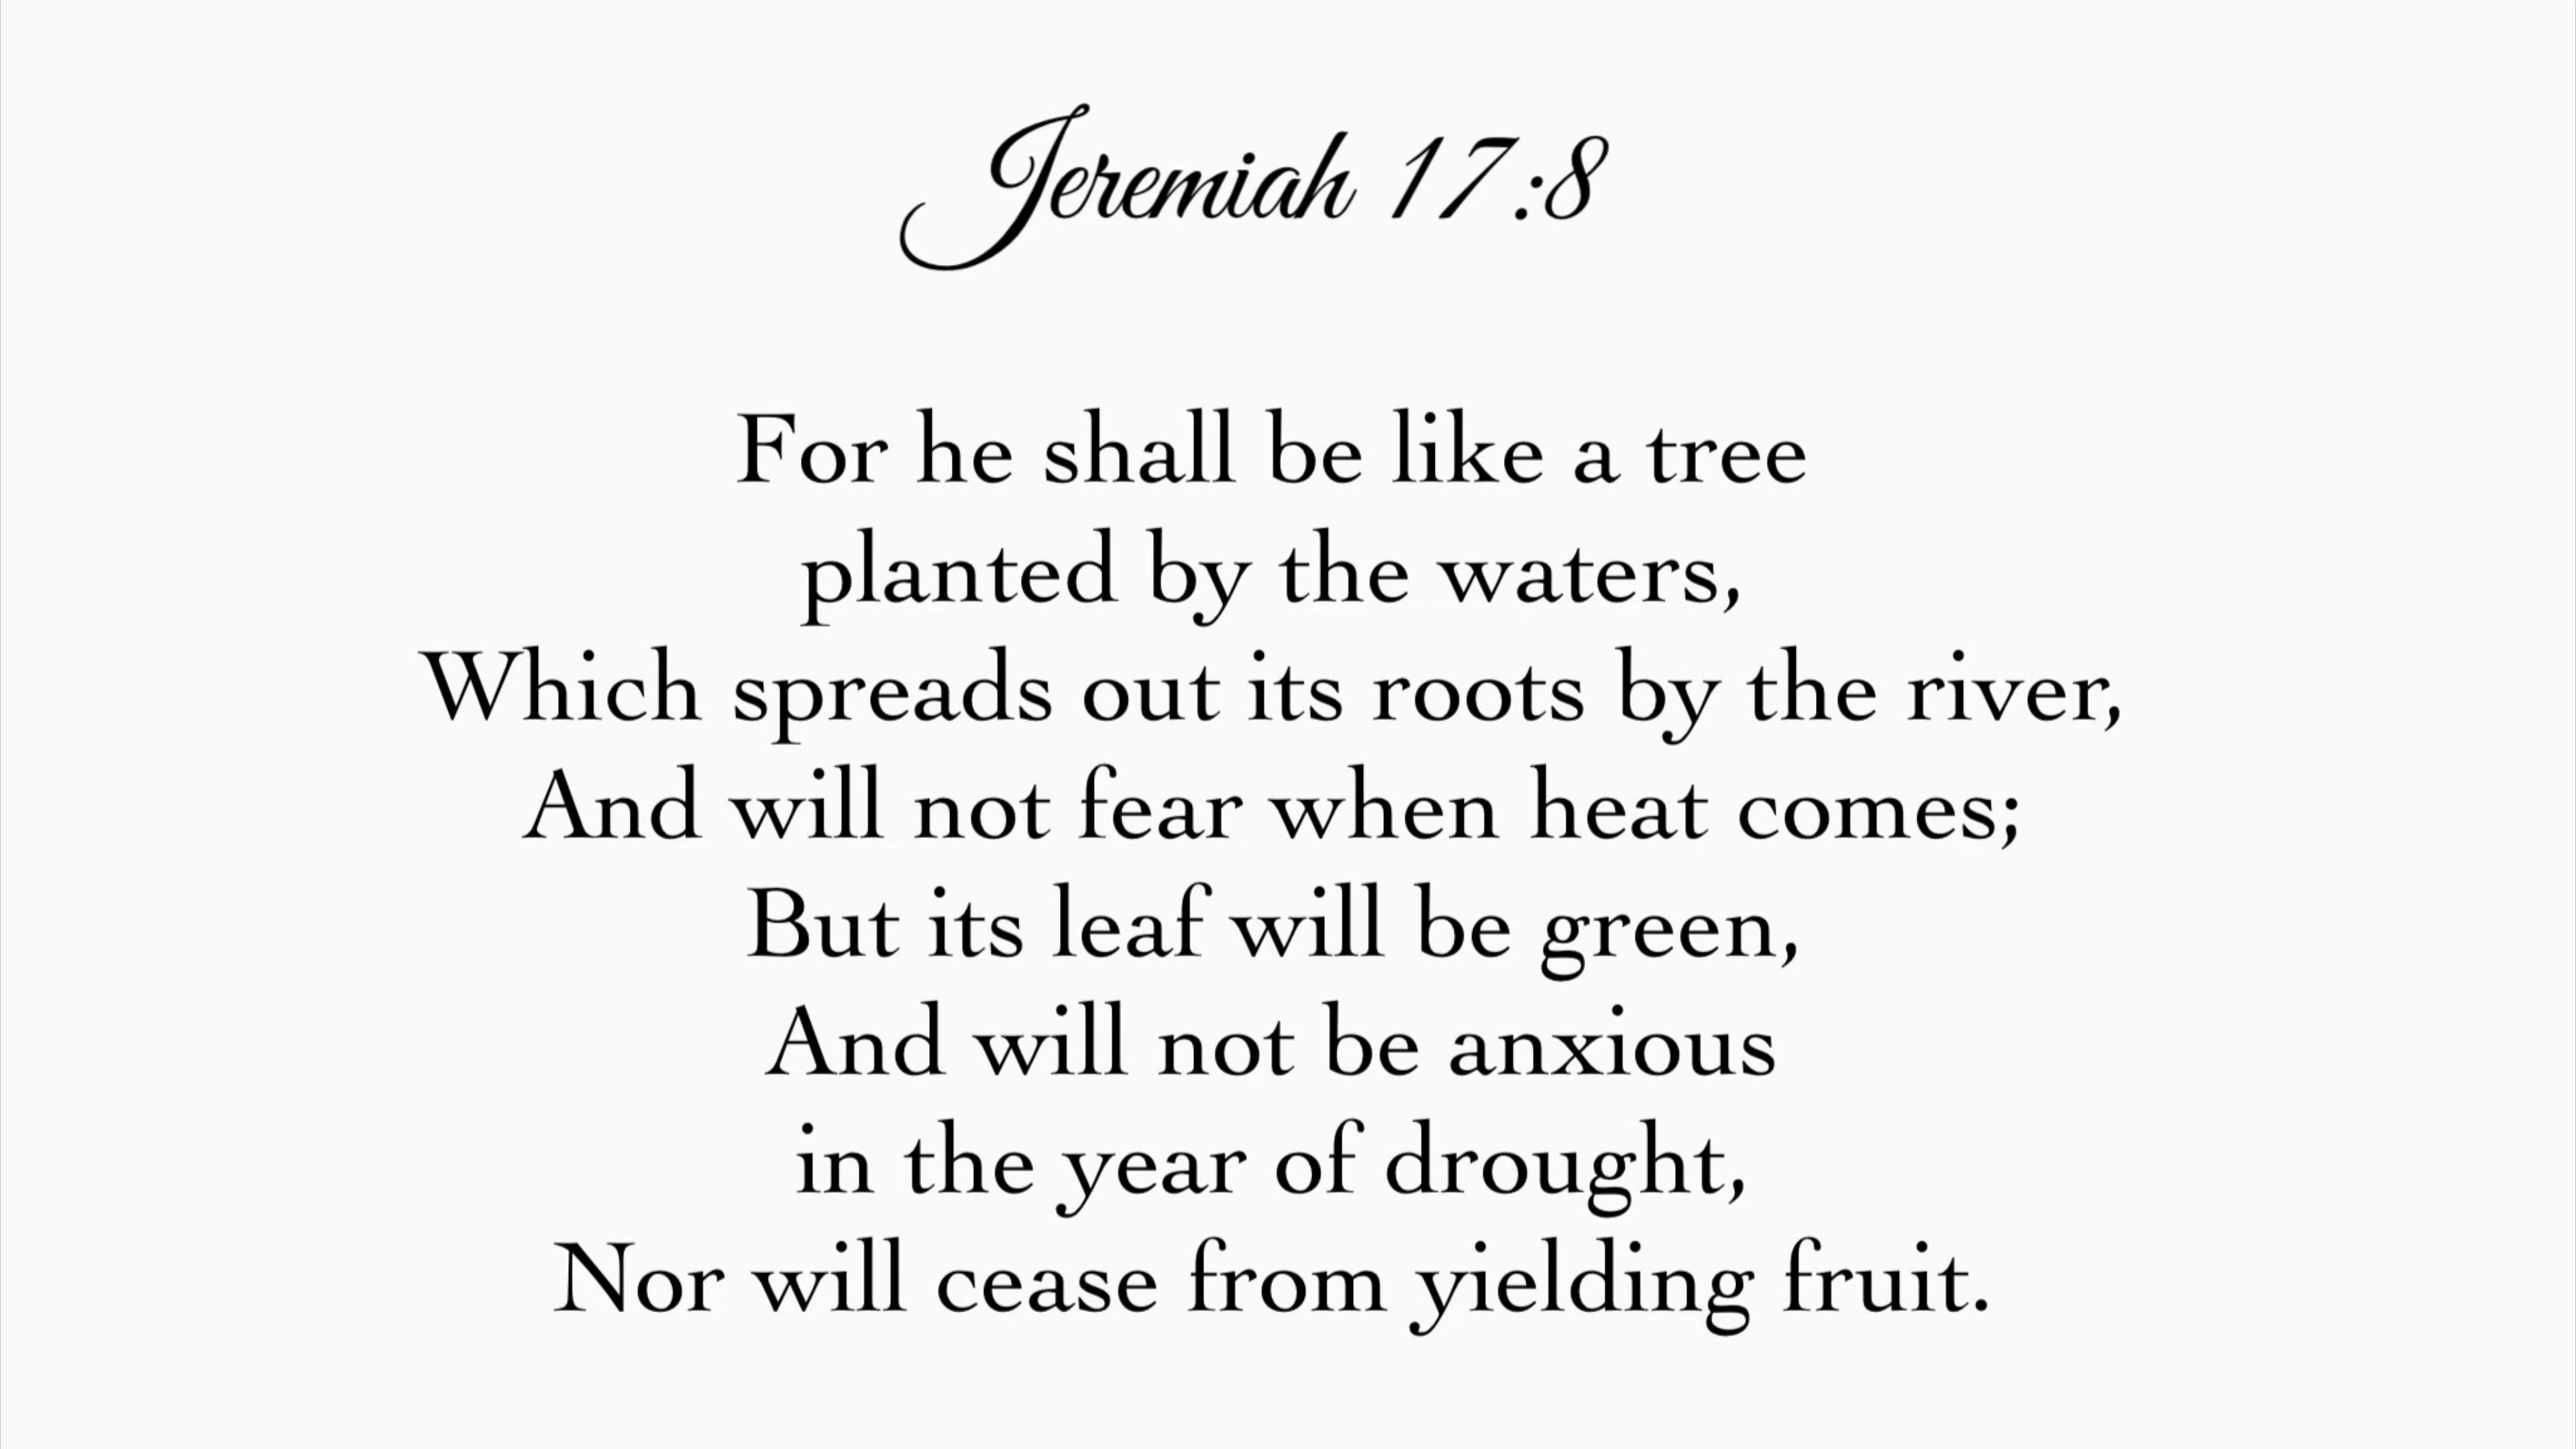 Jeremiah 17:8
For he shall be like a tree
planted by the waters,
Which spreads out its roots by the river,
And will not fear when heat comes;
But its leaf will be green,
And will not be anxious
in the year of drought,
Nor will cease from yielding fruit.